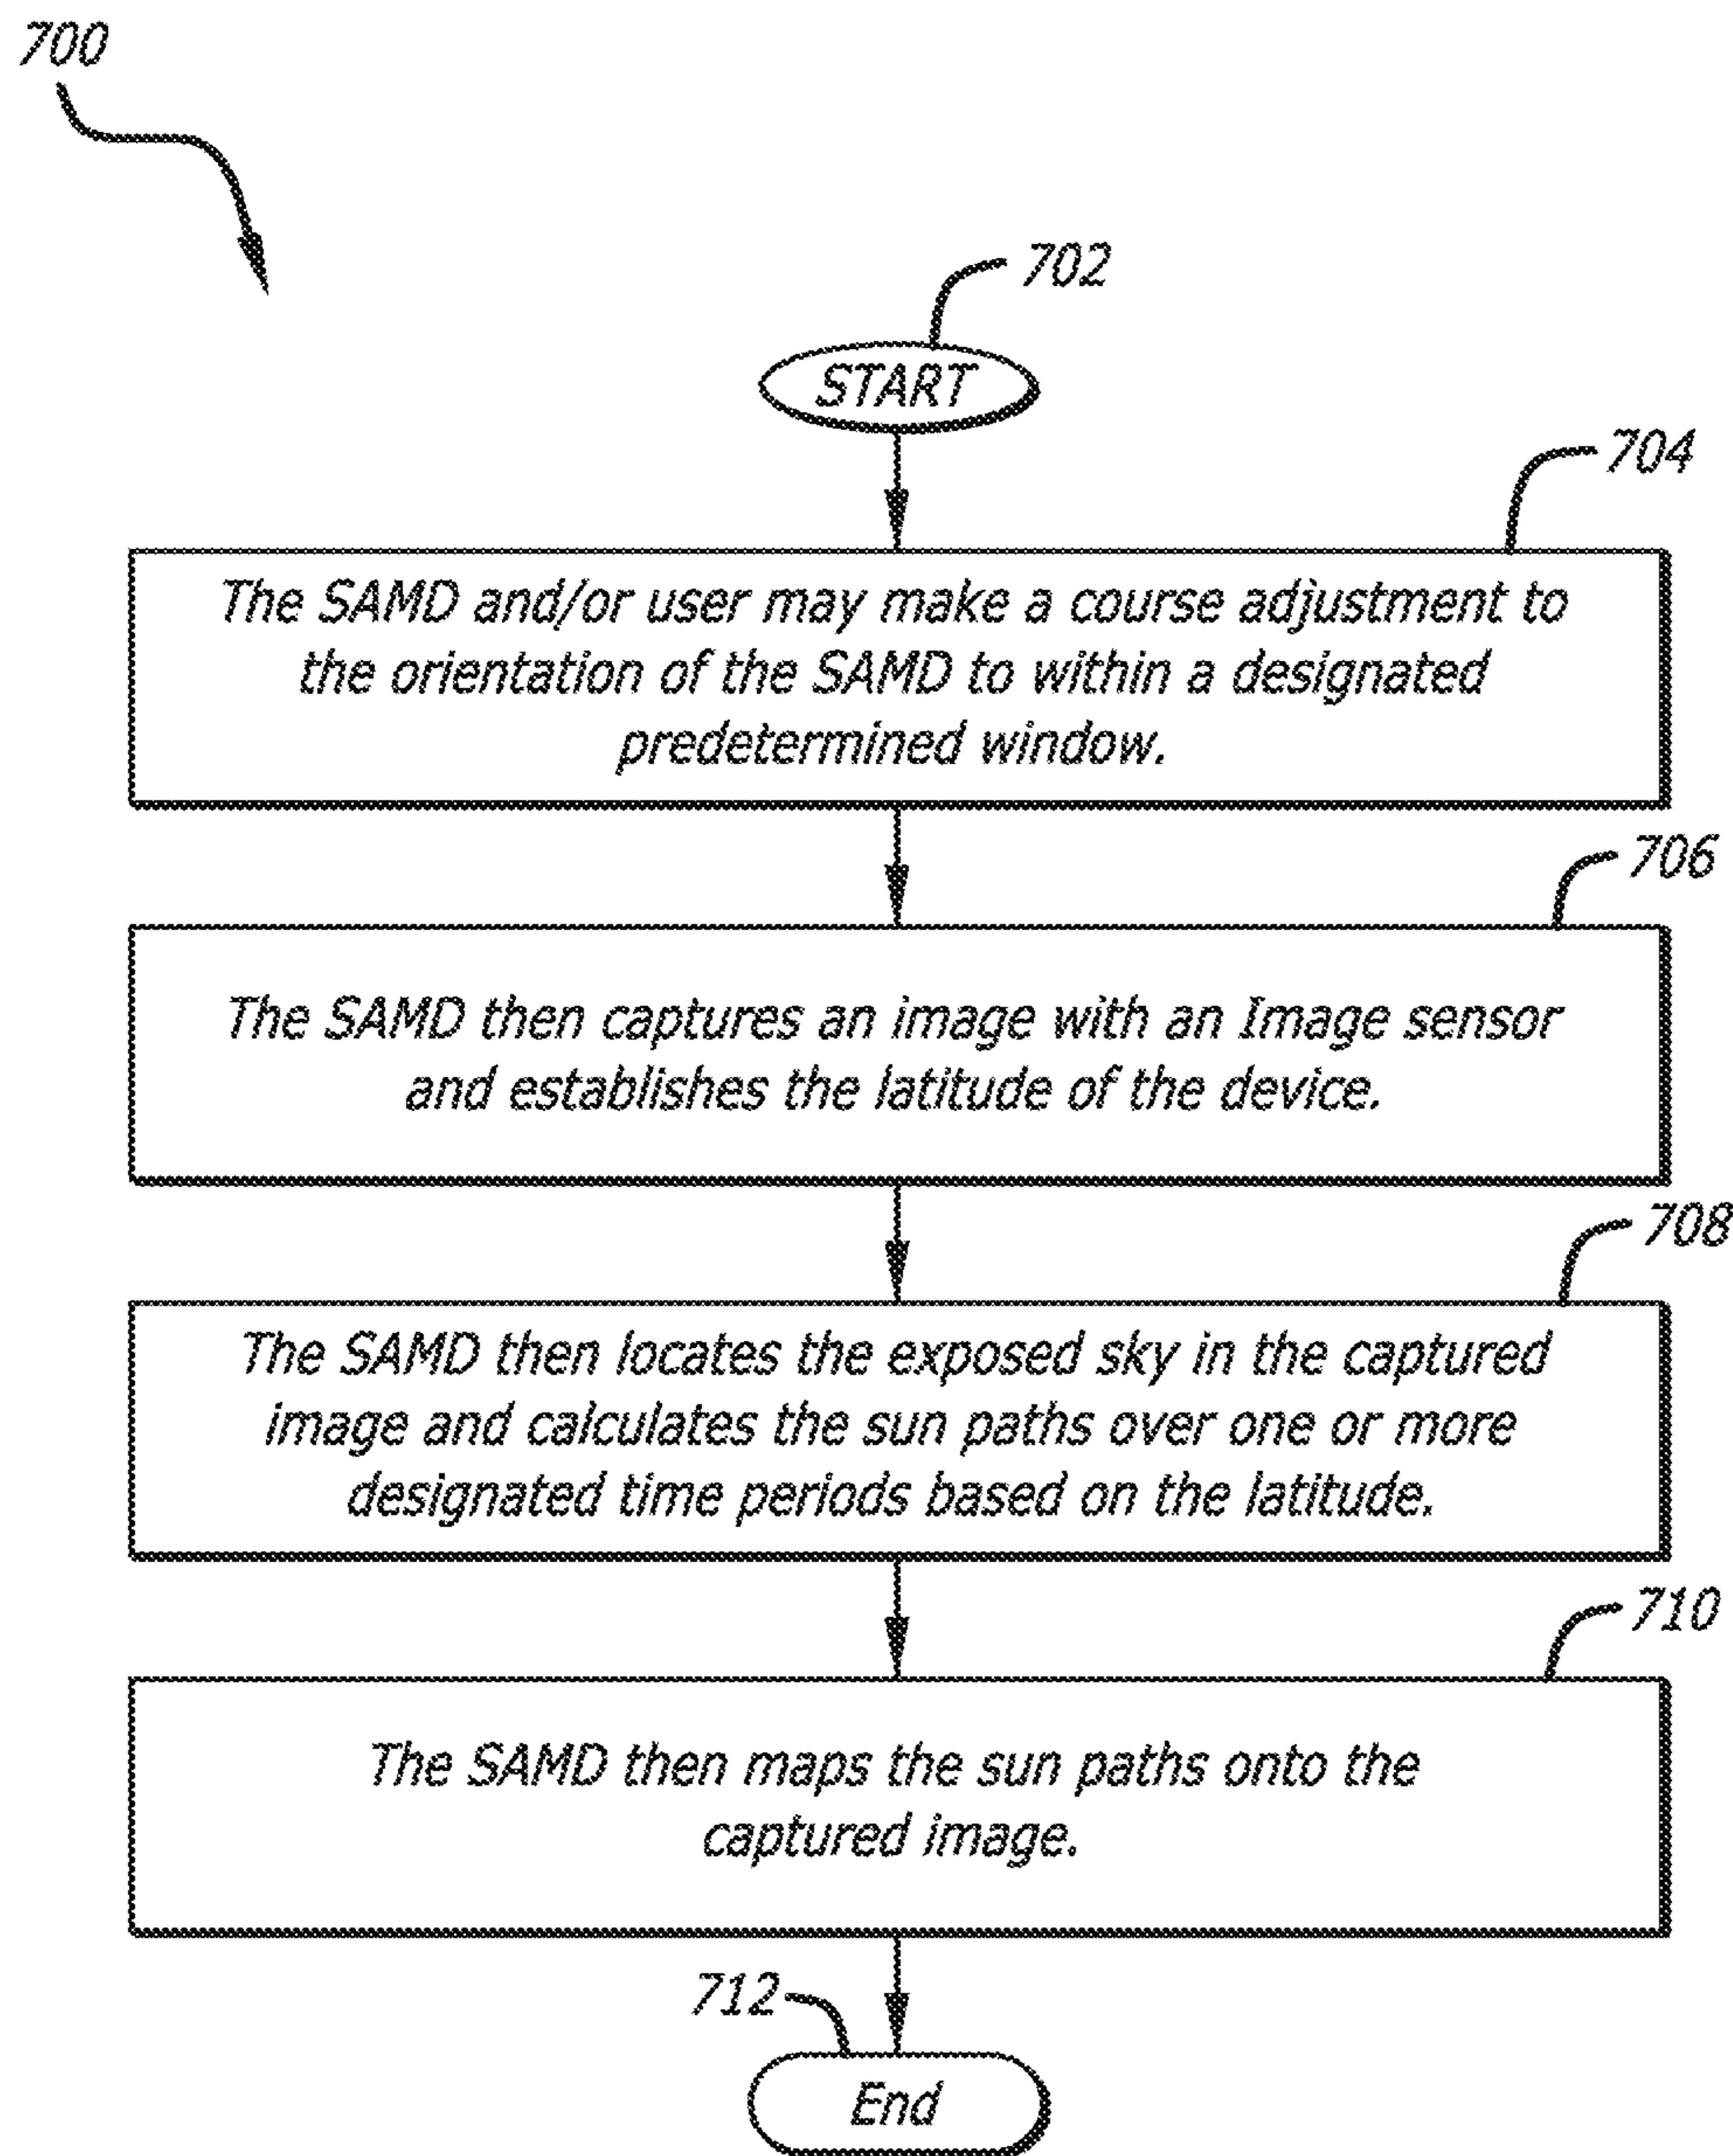 700
702
START
704
The SAMD and/or user may make a course adjustment to
the orientation of the SAMD to within a designated
predetermined window.
706
The SAMD then captures an image with an Image sensor
and establishes the latitude of the device.
708
The SAMD then locates the exposed sky in the captured
image and calculates the sun paths over one or more
designated time periods based on the latitude.
710
The SAMD then maps the sun paths onto the
captured image.
712
End